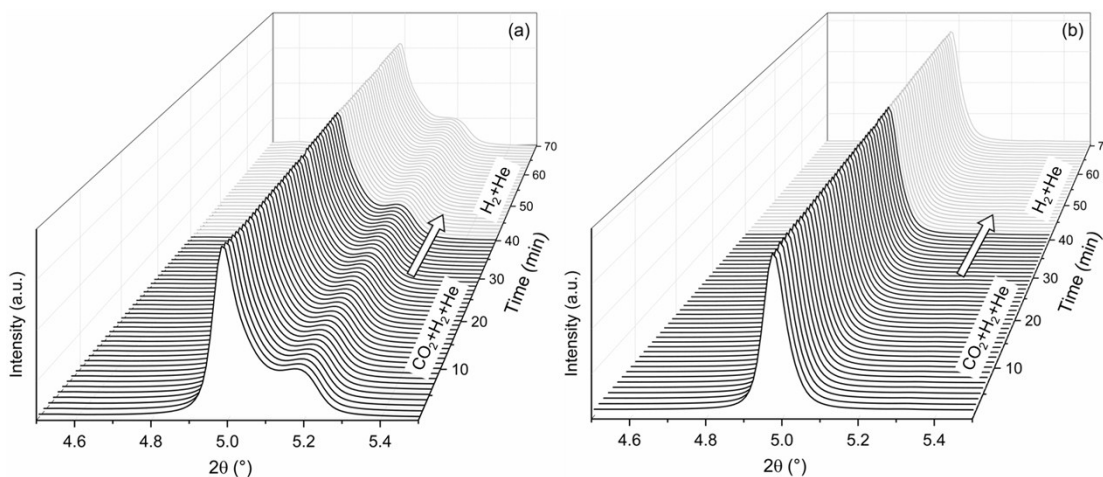 (a)
Intensity (a.u.)
4.6 4.8 5.0 5.2 5.4
2θ (°)
10
20
30
40
50
60
70
Time (min)
CO₂+H₂+He
H₂+He
(b)
Intensity (a.u.)
4.6 4.8 5.0 5.2 5.4
2θ (°)
10
20
30
40
50
60
7
Time (min)
CO₂+H₂+He
H₂+He